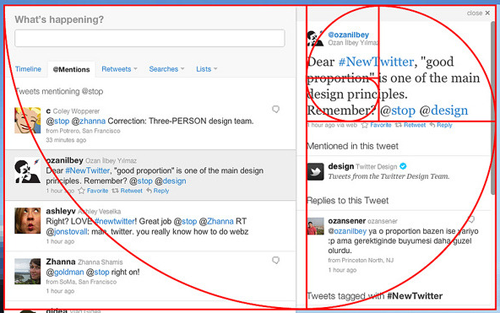 What's happening?
Timeline @Mentions Retweets Searches Lists
Tweets mentioning @stop
c Coley Wopperer
@stop @zhanna Correction: Three-PERSON design team.
from Potrero, San Francisco
33 minutes ago
ozanilbey Ozan İlbey Yılmaz
Dear #NewTwitter, "good proportion" is one of the main design
principles. Remember? @stop @design
1 hour ago Favorite Retweet Reply
ashleyv Ashley Veselka
Right? LOVE #newtwitter! Great job @stop @Zhanna RT
@jonstovall: man, twitter. you really know how to do webz
1 hour ago
Zhanna Zhanna Shamis
@goldman @stop right on!
from SoMa, San Francisco
1 hour ago
close ×
@ozanilbey
Ozan İlbey Yılmaz
Dear #NewTwitter, "good
proportion" is one of the main
design principles.
Remember? @stop @design
1 hour ago via web Favorite Retweet Reply
Mentioned in this tweet
design Twitter Design
Tweets from the Twitter Design Team.
Replies to this Tweet
ozansener ozansener
@ozanilbey ya o proportion bazen ise yariyo
:p ama gerektiginde buyumesi daha guzel
olurdu.
from Princeton North, NJ
1 hour ago
Tweets tagged with #NewTwitter